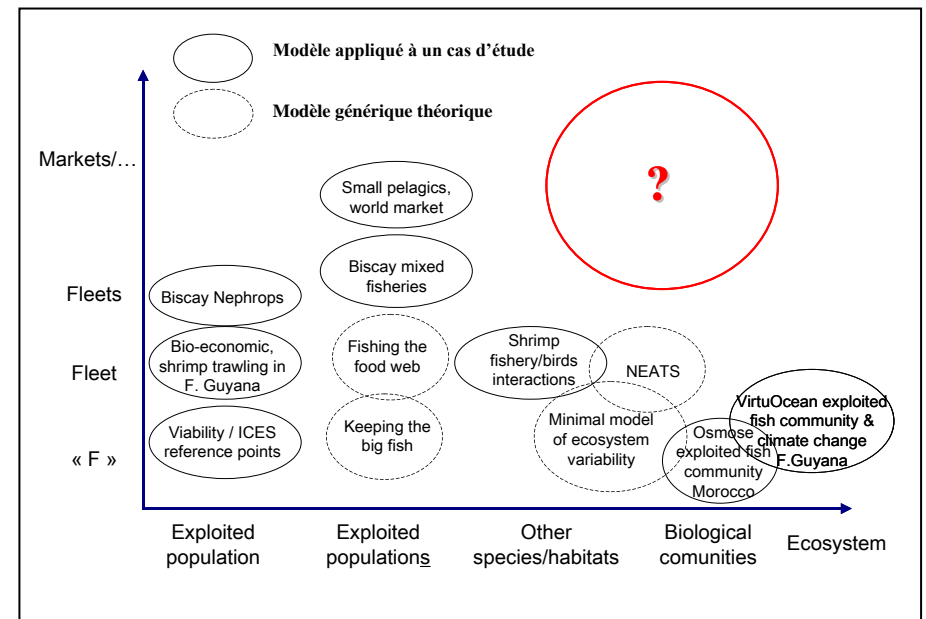 Modèle appliqué à un cas d'étude
Modèle générique théorique
Markets/…
?
Small pelagics,
world market
Biscay mixed
fisheries
Fleets
Biscay Nephrops
Bio-economic,
shrimp trawling in
F. Guyana
Fishing the
food web
Shrimp
fishery/birds
interactions
NEATS
Fleet
VirtuOcean exploited
fish community &
climate change
F.Guyana
Viability / ICES
reference points
Keeping the
big fish
Minimal model
of ecosystem
variability
Osmose
exploited fish
community
Morocco
« F »
Exploited
population
Exploited
populations
Other
species/habitats
Biological
comunities
Ecosystem